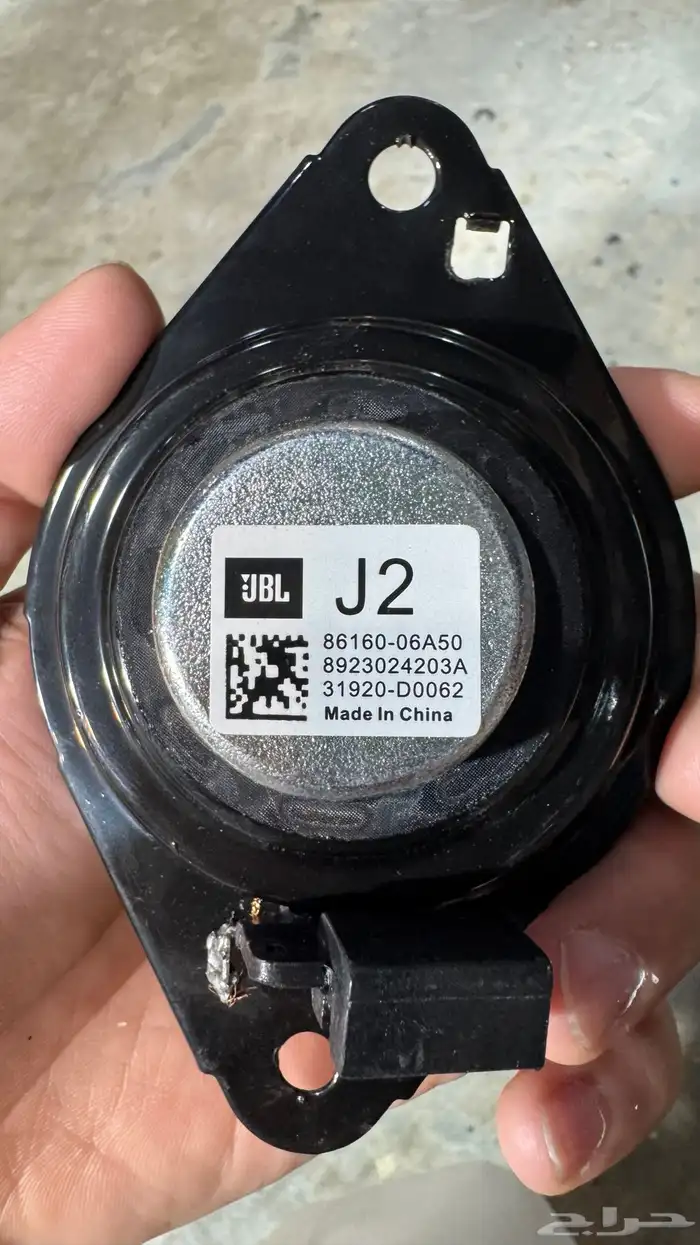 JBL J2
86160-06A50
8923024203A
31920-D0062
Made In China
حراج